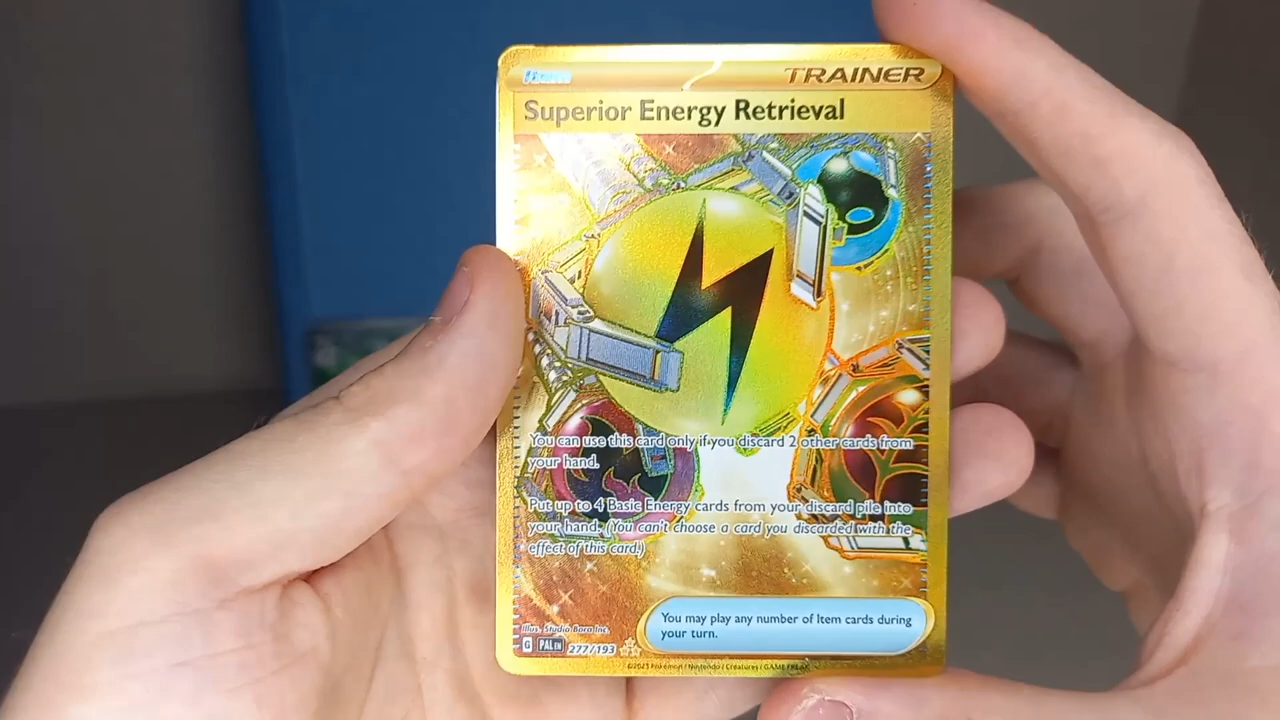 Item TRAINER
Superior Energy Retrieval
You can use this card only if you discard 2 other cards from
your hand.
Put up to 4 Basic Energy cards from your discard pile into
your hand. (You can't choose a card you discarded with the
effect of this card.)
You may play any number of Item cards during
your turn.
Illus. Studio Bora Inc.
G PAL EN 277/193
©2023 Pokémon / Nintendo / Creatures / GAME FREAK